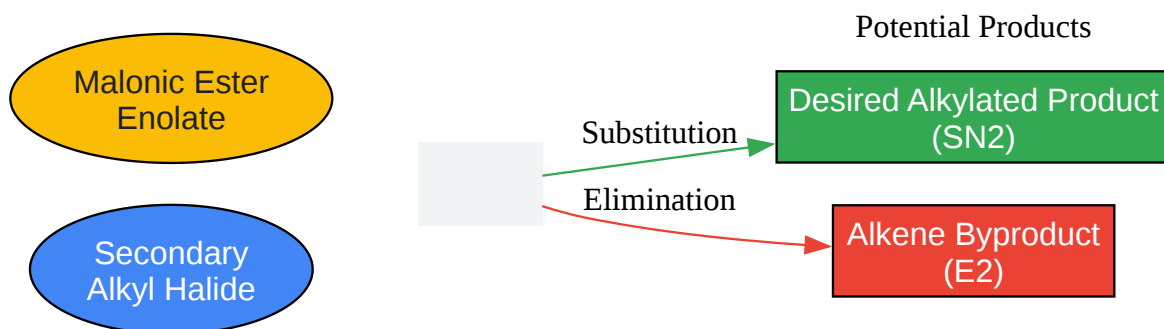 Potential Products
Malonic Ester
Enolate
Desired Alkylated Product
(SN2)
Substitution
Elimination
Secondary
Alkyl Halide
Alkene Byproduct
(E2)